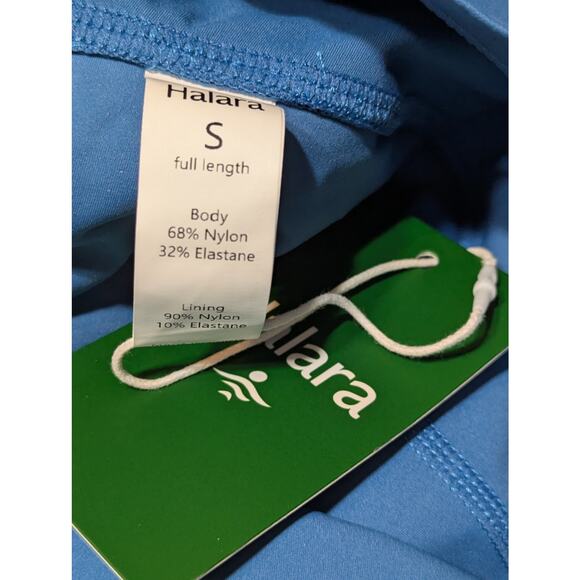 Halara
S
full length
Body
68% Nylon
32% Elastane
Lining
90% Nylon
10% Elastane
alara